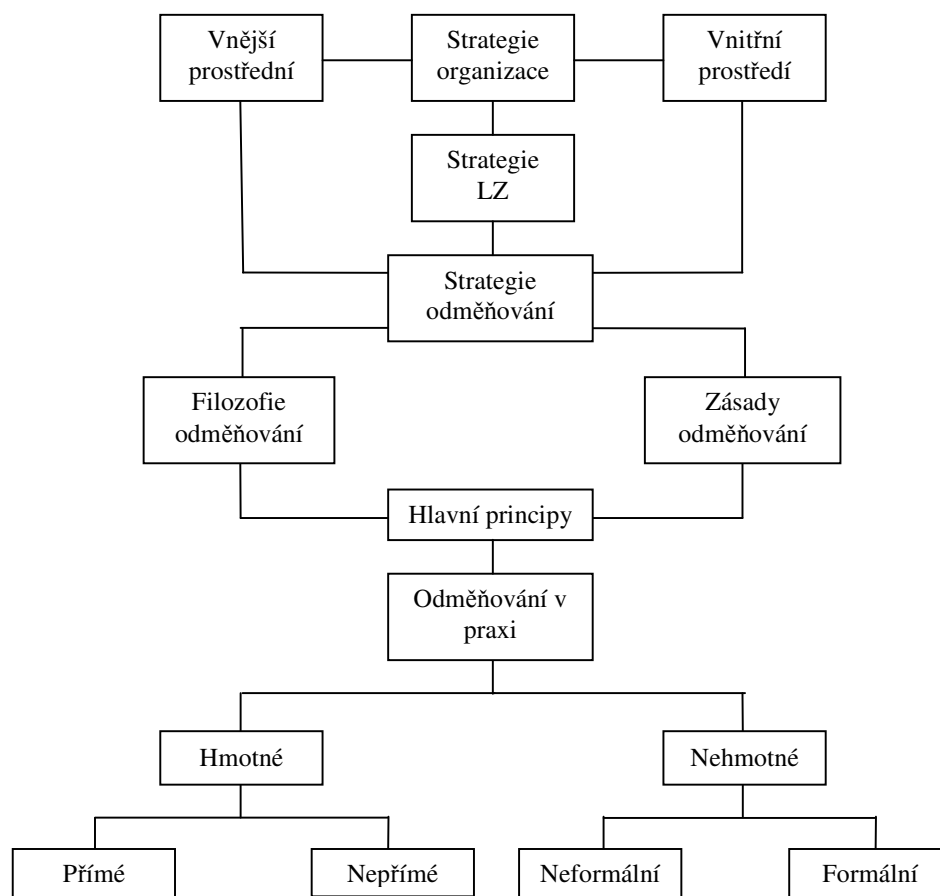 Vnější
prostřední
Strategie
organizace
Vnitřní
prostředí
Strategie
LZ
Strategie
odměňování
Filozofie
odměňování
Zásady
odměňování
Hlavní principy
Odměňování v
praxi
Hmotné
Nehmotné
Přímé
Nepřímé
Neformální
Formální